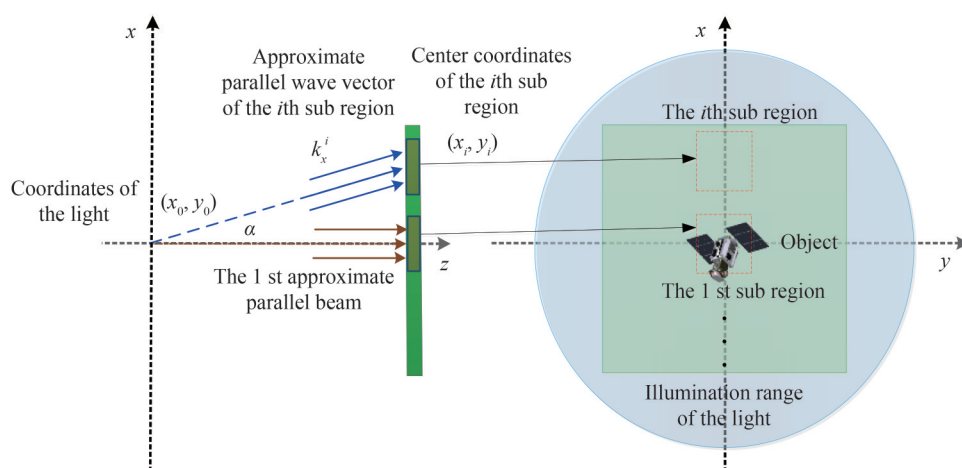 x
Approximate
parallel wave vector
of the ith sub region
Center coordinates
of the ith sub
region
x
The ith sub region
k_x^i
(x_i, y_i)
Coordinates of
the light
(x_0, y_0)
α
z
Object
y
The 1 st approximate
parallel beam
The 1 st sub region
Illumination range
of the light